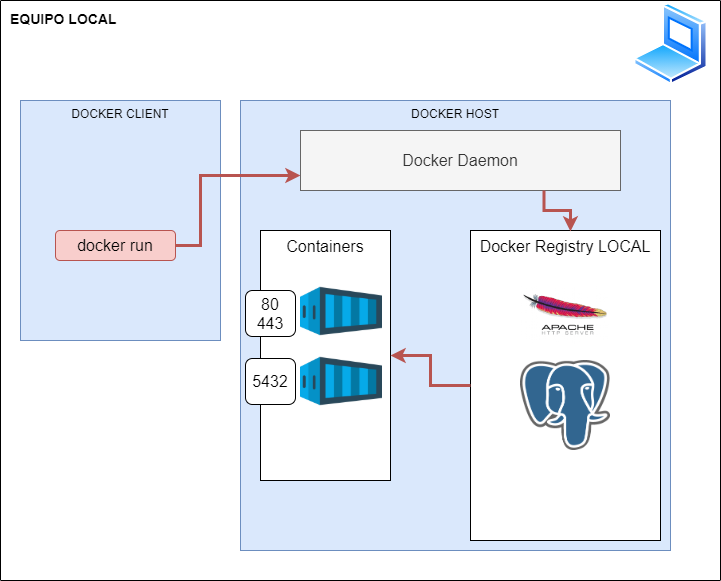 EQUIPO LOCAL
DOCKER CLIENT
DOCKER HOST
Docker Daemon
docker run
Containers
Docker Registry LOCAL
80
443
APACHE
HTTP SERVER
5432